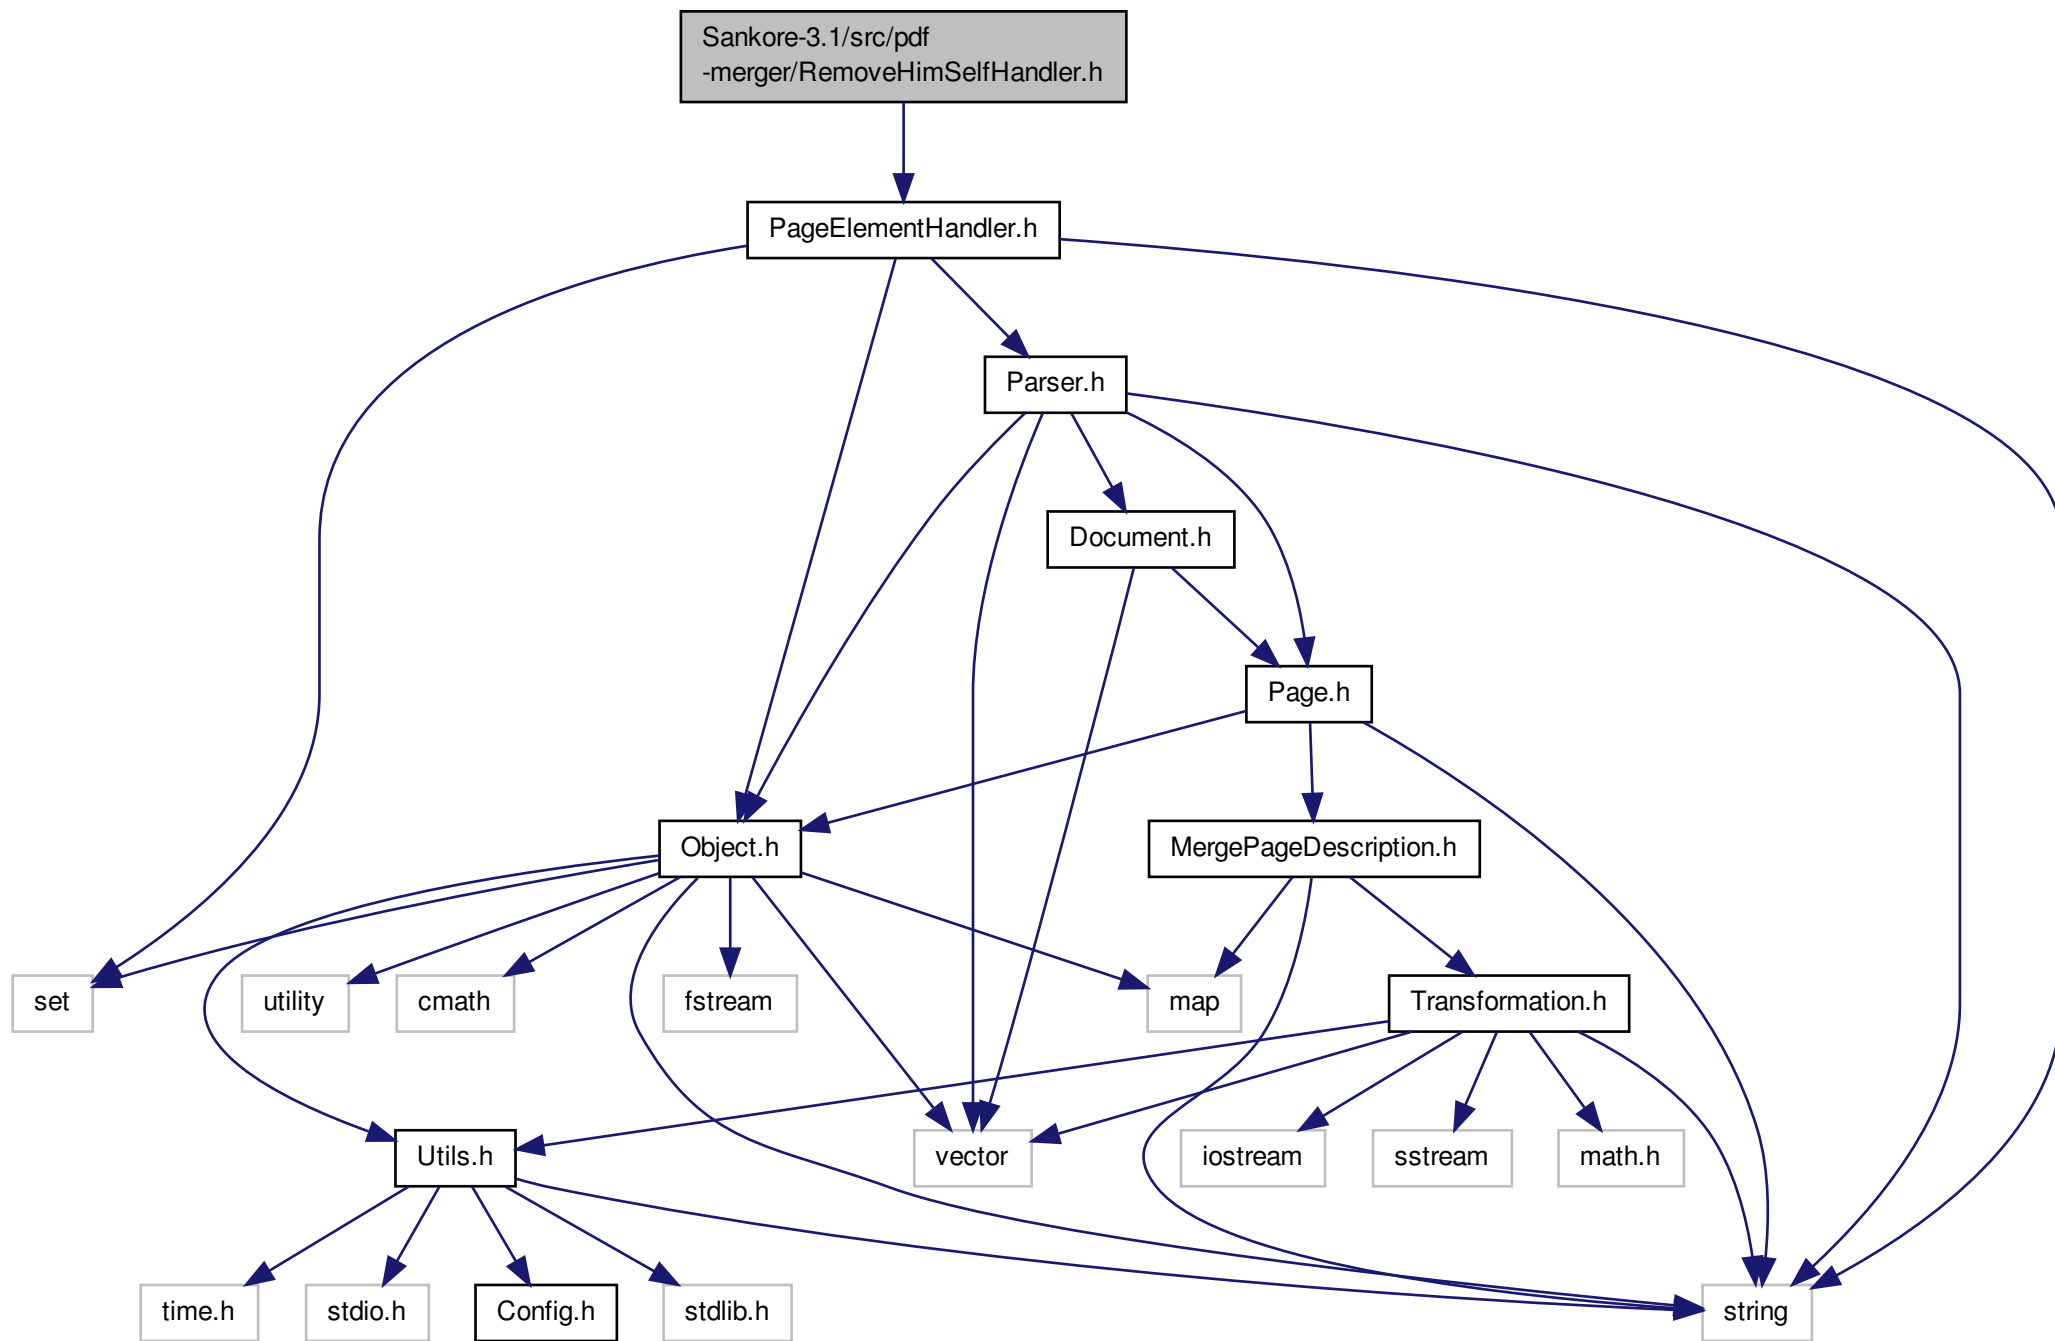 Sankore-3.1/src/pdf
-merger/RemoveHimSelfHandler.h
PageElementHandler.h
Parser.h
Document.h
Page.h
Object.h
MergePageDescription.h
set
utility
cmath
fstream
map
Transformation.h
Utils.h
vector
iostream
sstream
math.h
time.h
stdio.h
Config.h
stdlib.h
string